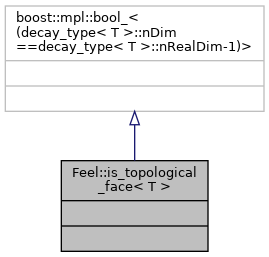 boost::mpl::bool_<
(decay_type< T >::nDim
==decay_type< T >::nRealDim-1)>
Feel::is_topological
_face< T >